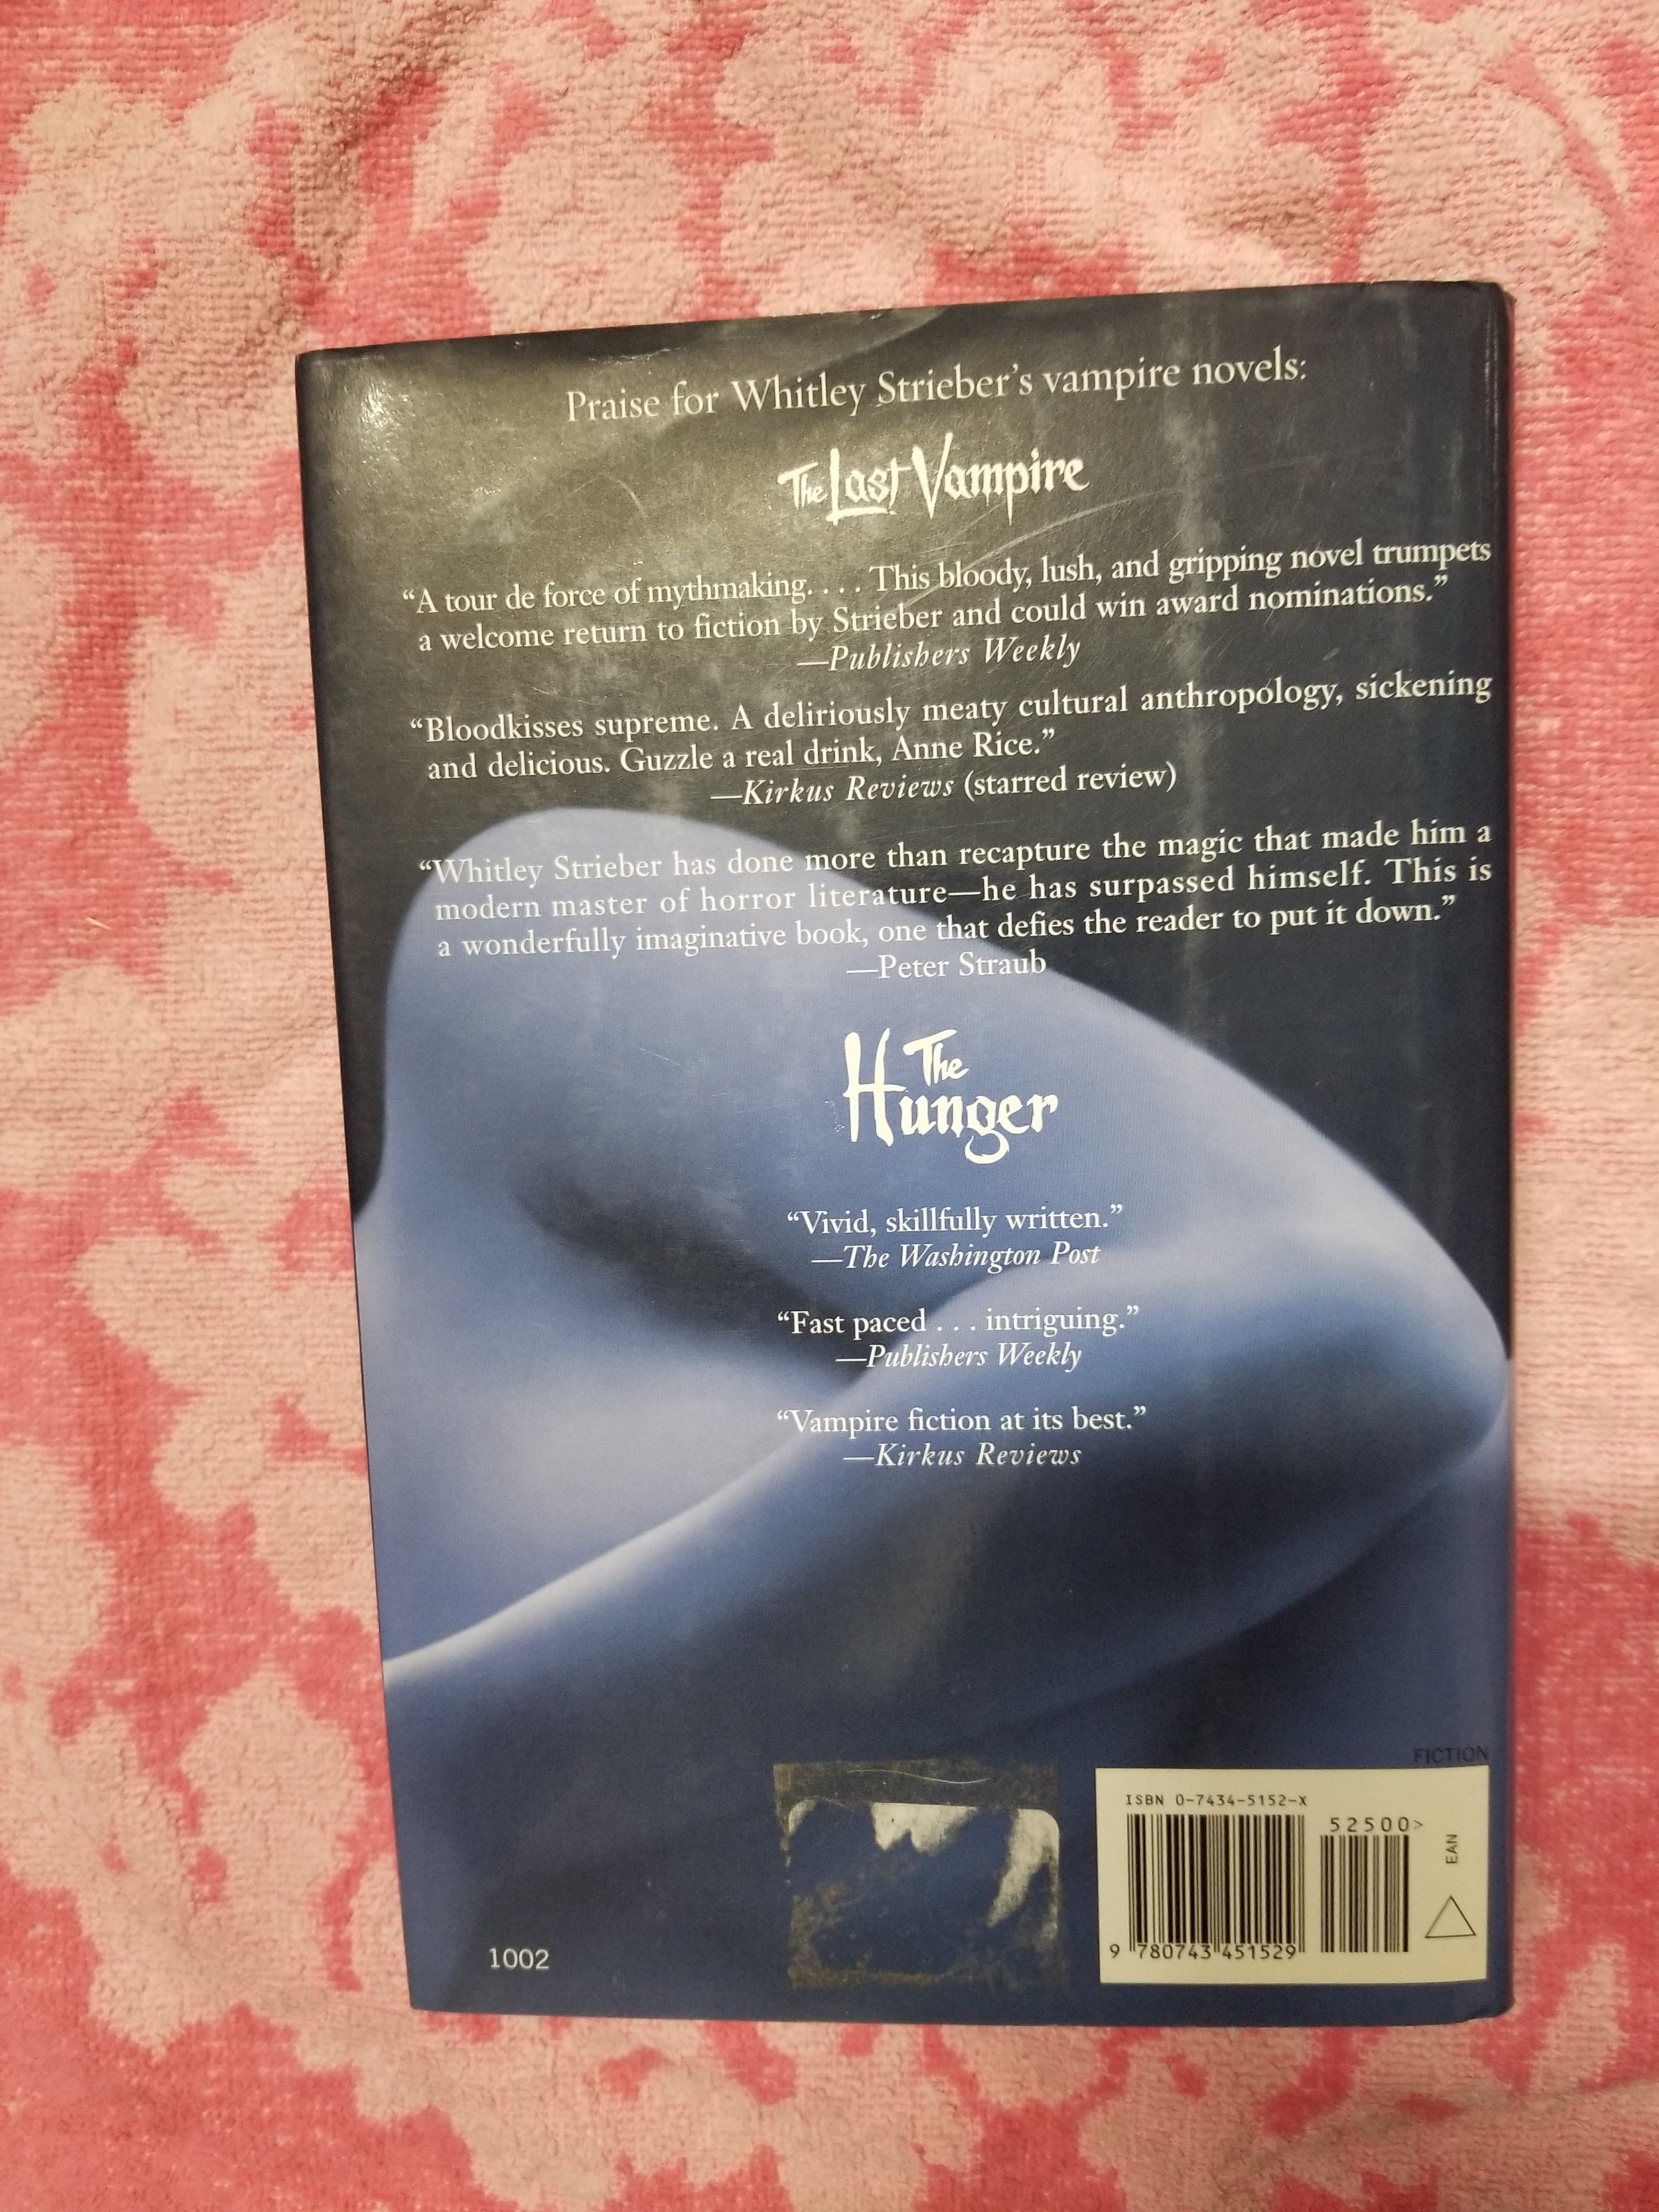 Praise for Whitley Strieber's vampire novels:
The Last Vampire
“A tour de force of mythmaking. . . . This bloody, lush, and gripping novel trumpets
a welcome return to fiction by Strieber and could win award nominations.”
—Publishers Weekly
“Bloodkisses supreme. A deliriously meaty cultural anthropology, sickening
and delicious. Guzzle a real drink, Anne Rice.”
—Kirkus Reviews (starred review)
“Whitley Strieber has done more than recapture the magic that made him a
modern master of horror literature—he has surpassed himself. This is
a wonderfully imaginative book, one that defies the reader to put it down.”
—Peter Straub
The
Hunger
“Vivid, skillfully written.”
—The Washington Post
“Fast paced . . . intriguing.”
—Publishers Weekly
“Vampire fiction at its best.”
—Kirkus Reviews
FICTION
ISBN 0-7434-5152-X
52500>
EAN
9 780743 451529
1002